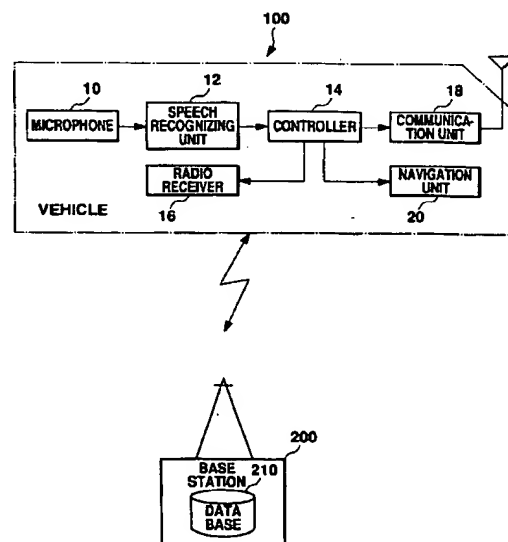 100
10
12
14
18
MICROPHONE
SPEECH
RECOGNIZING
UNIT
CONTROLLER
COMMUNICA-
TION UNIT
RADIO
RECEIVER
NAVIGATION
UNIT
16
20
VEHICLE
200
BASE
STATION
210
DATA
BASE